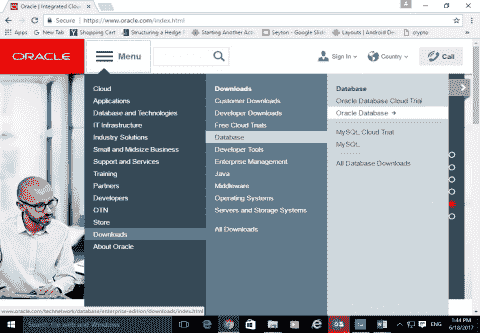 Oracle | Integrated Cloud
Secure | https://www.oracle.com/index.html
Apps G New Tab Shopping Cart Structuring a Hedge Starting Another Act Seyton - Google Slid Layouts | Android De crypto
ORACLE Menu Sign In Country Call
Cloud
Applications
Database and Technologies
IT Infrastructure
Industry Solutions
Small and Midsize Business
Support and Services
Training
Partners
Developers
OTN
Store
Downloads
About Oracle
Downloads
Customer Downloads
Developer Downloads
Free Cloud Trials
Database
Developer Tools
Enterprise Management
Java
Middleware
Operating Systems
Servers and Storage Systems
All Downloads
Database
Oracle Database Cloud Trial
Oracle Database →
MySQL Cloud Trial
MySQL
All Database Downloads
www.oracle.com/technetwork/database/enterprise-edition/downloads/index.html
Search the web and Windows
ENG
1:44 PM
6/18/2017